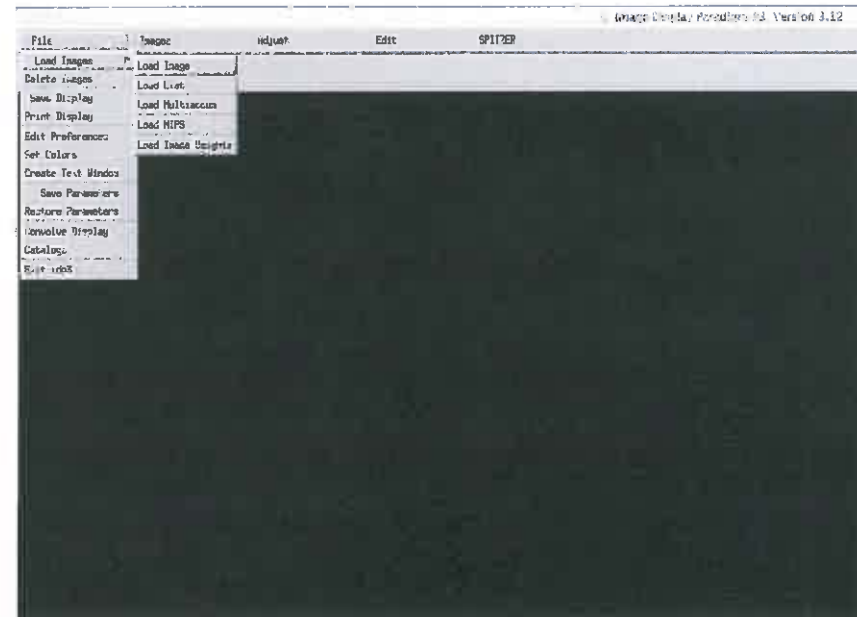 Image Display Paradigm #3, Version 3.12
File Images Adjust Edit SPITZER
Load Images
Delete Images
Save Display
Print Display
Edit Preferences
Set Colors
Create Text Window
Save Parameters
Restore Parameters
Convolve Display
Catalogs
Exit idp3
Load Image
Load List
Load Multiaccum
Load MIPS
Load Image Weights